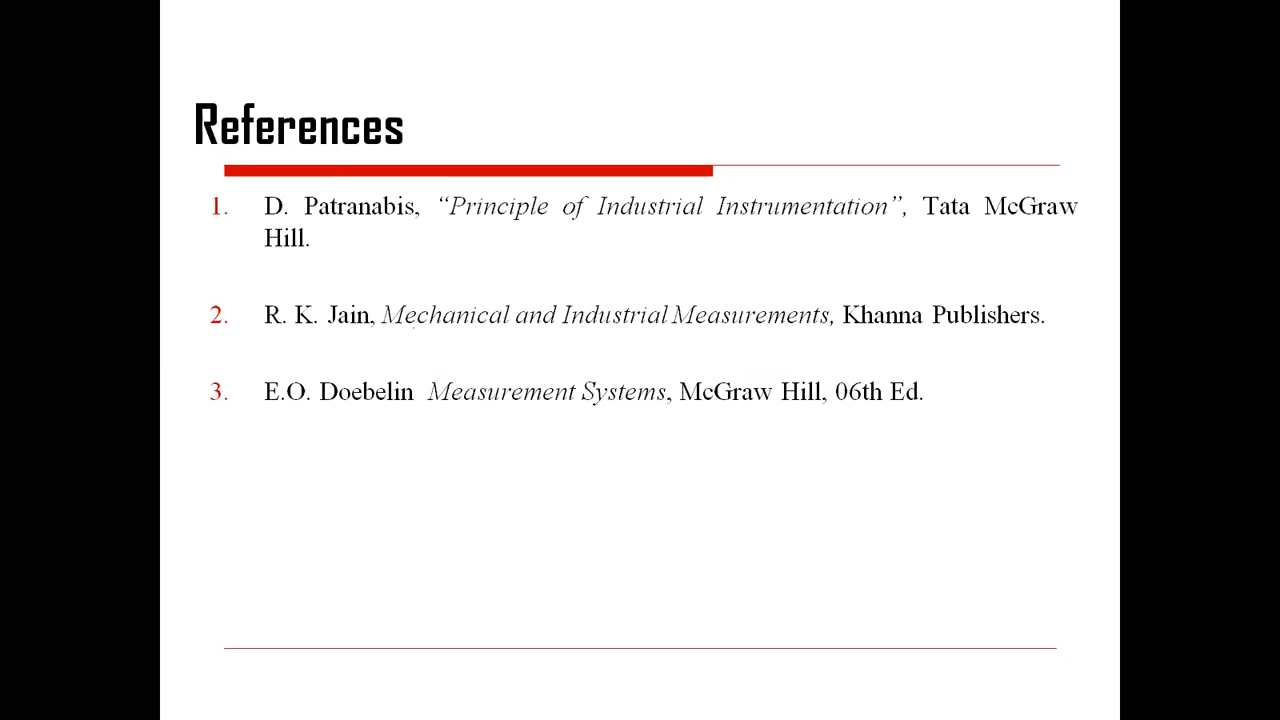 References
1. D. Patranabis, “Principle of Industrial Instrumentation”, Tata McGraw
Hill.
2. R. K. Jain, Mechanical and Industrial Measurements, Khanna Publishers.
3. E.O. Doebelin Measurement Systems, McGraw Hill, 06th Ed.